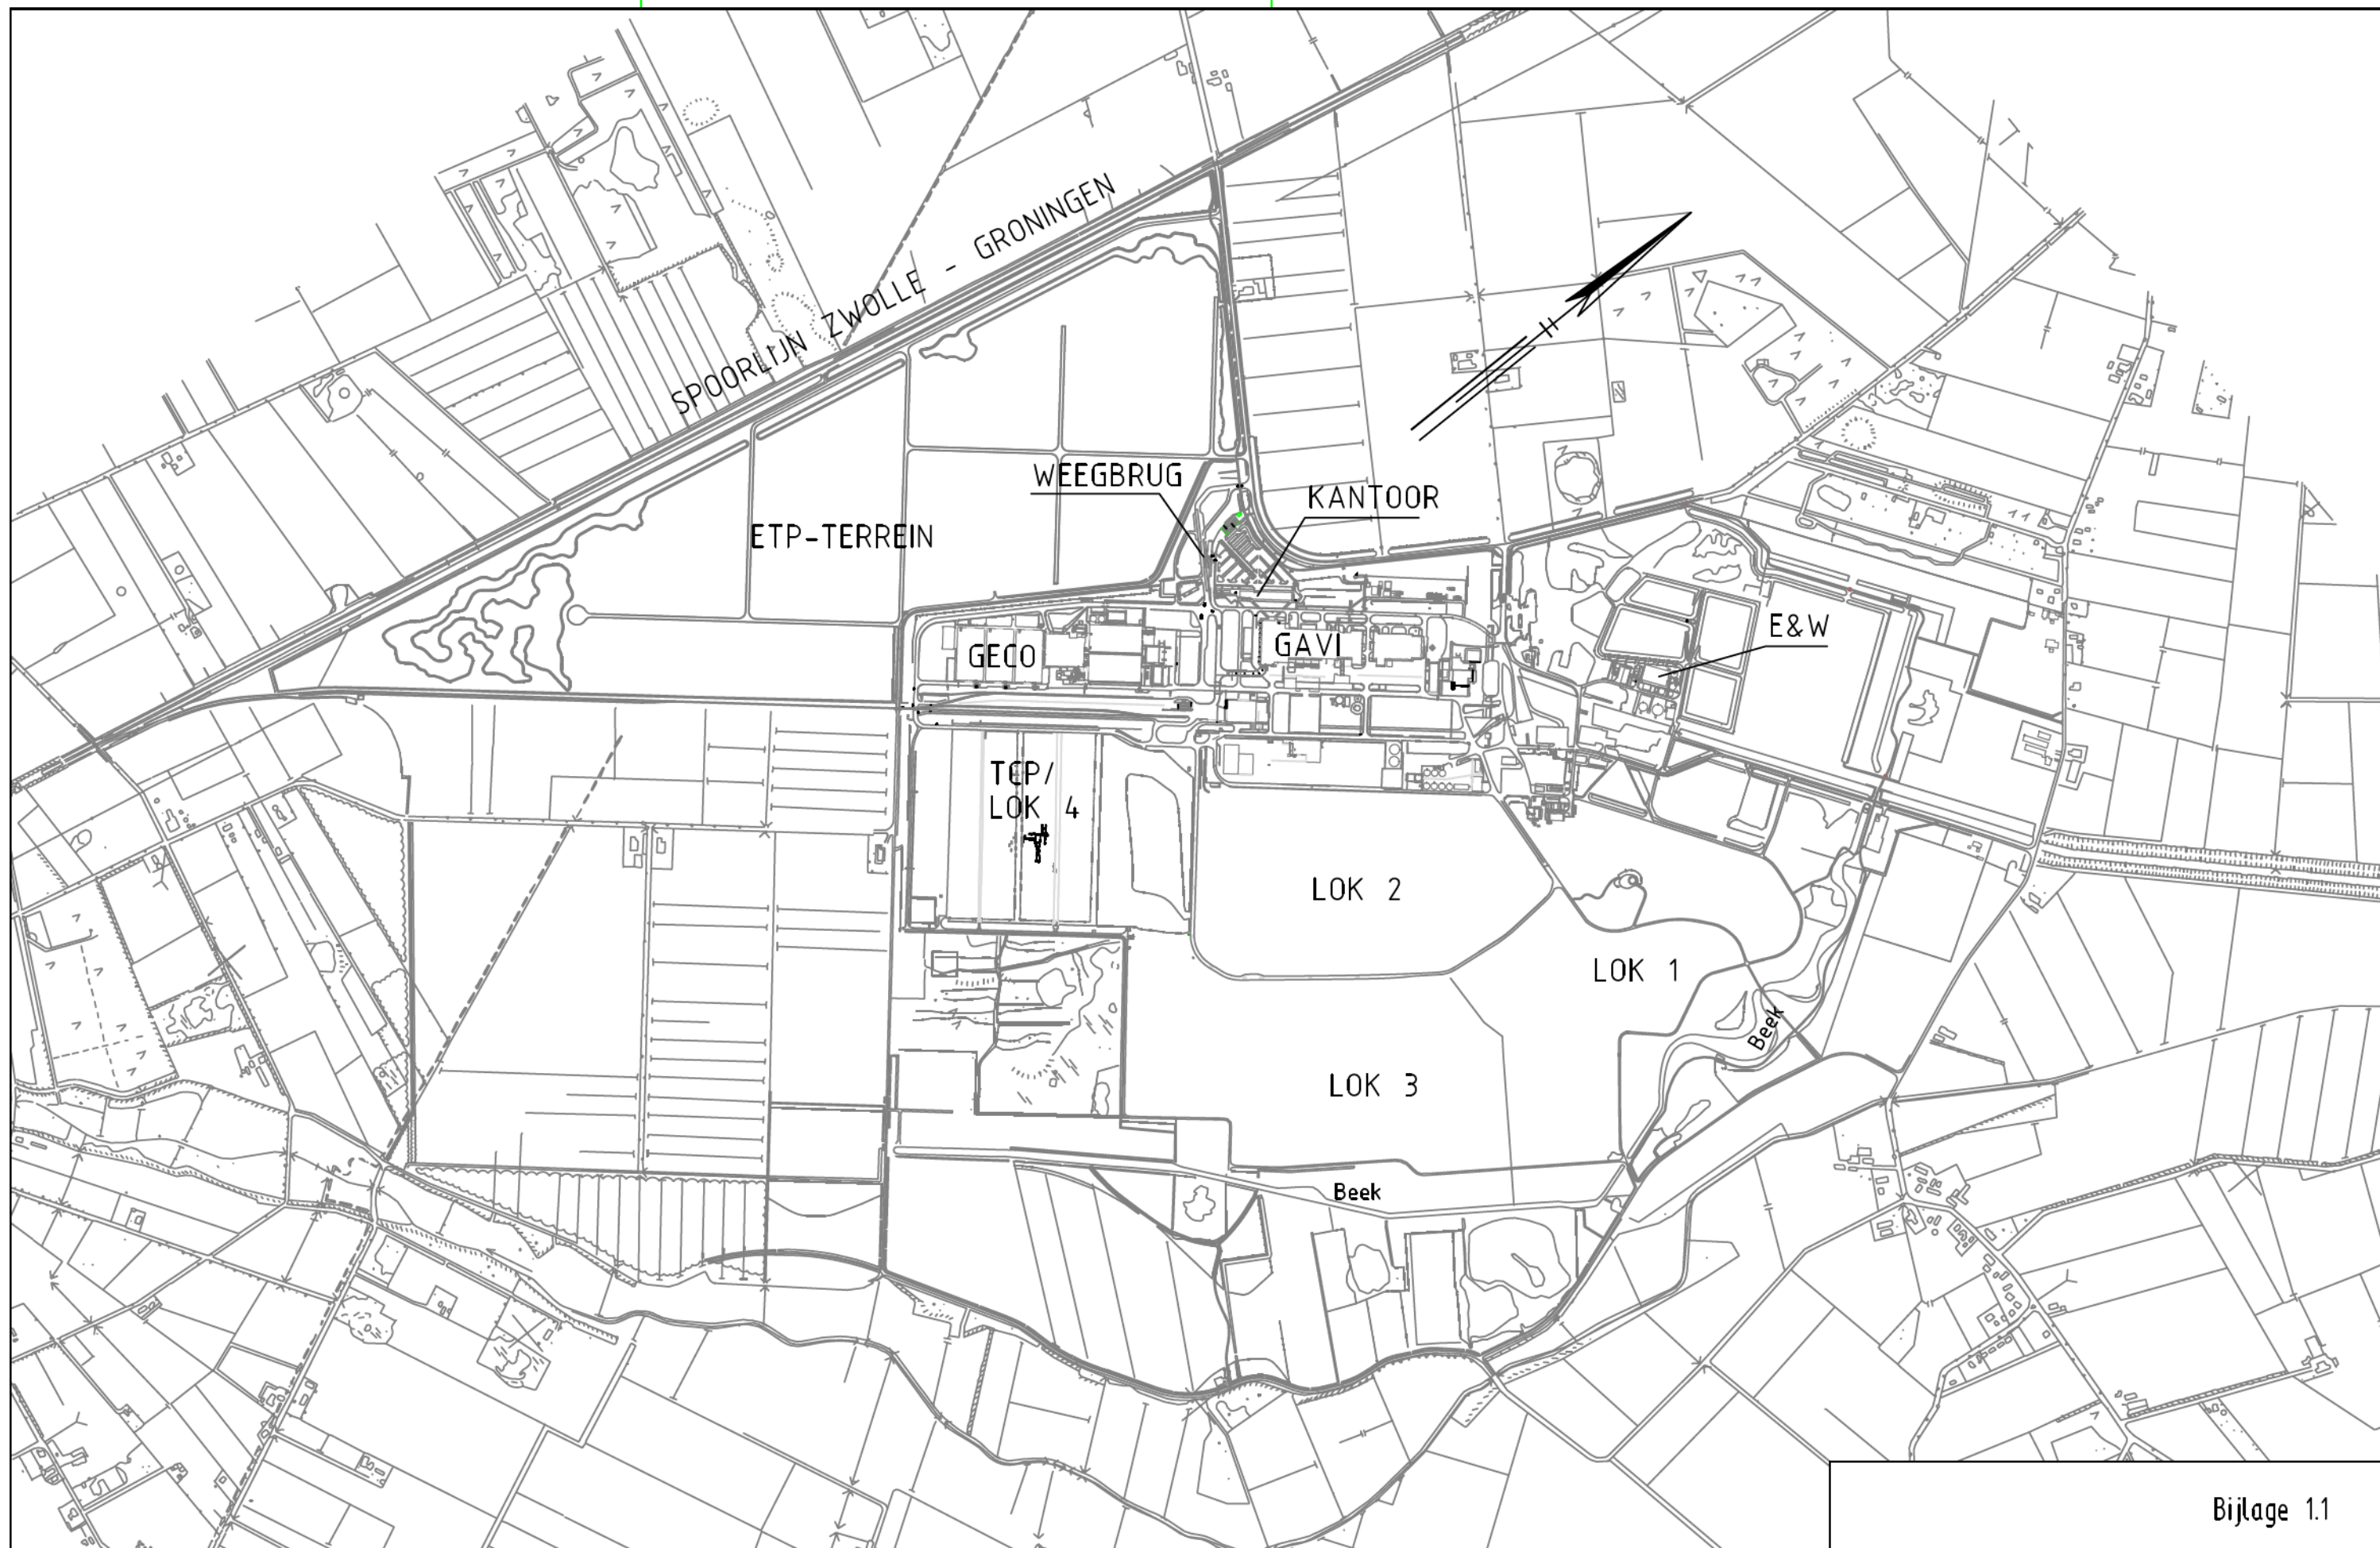 SPOORLIJN ZWOLLE - GRONINGEN
WEEGBRUG
KANTOOR
ETP-TERREIN
E&W
GECO
GAVI
TCP/
LOK 4
LOK 2
LOK 1
Beek
LOK 3
Beek
Bijlage 1.1